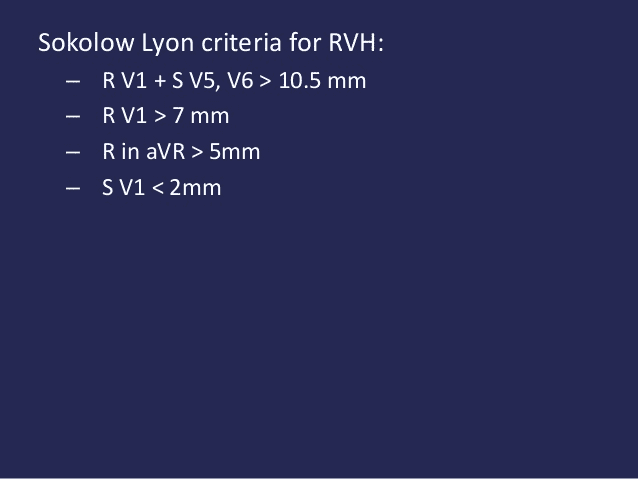 Sokolow Lyon criteria for RVH:
– R V1 + S V5, V6 > 10.5 mm
– R V1 > 7 mm
– R in aVR > 5mm
– S V1 < 2mm